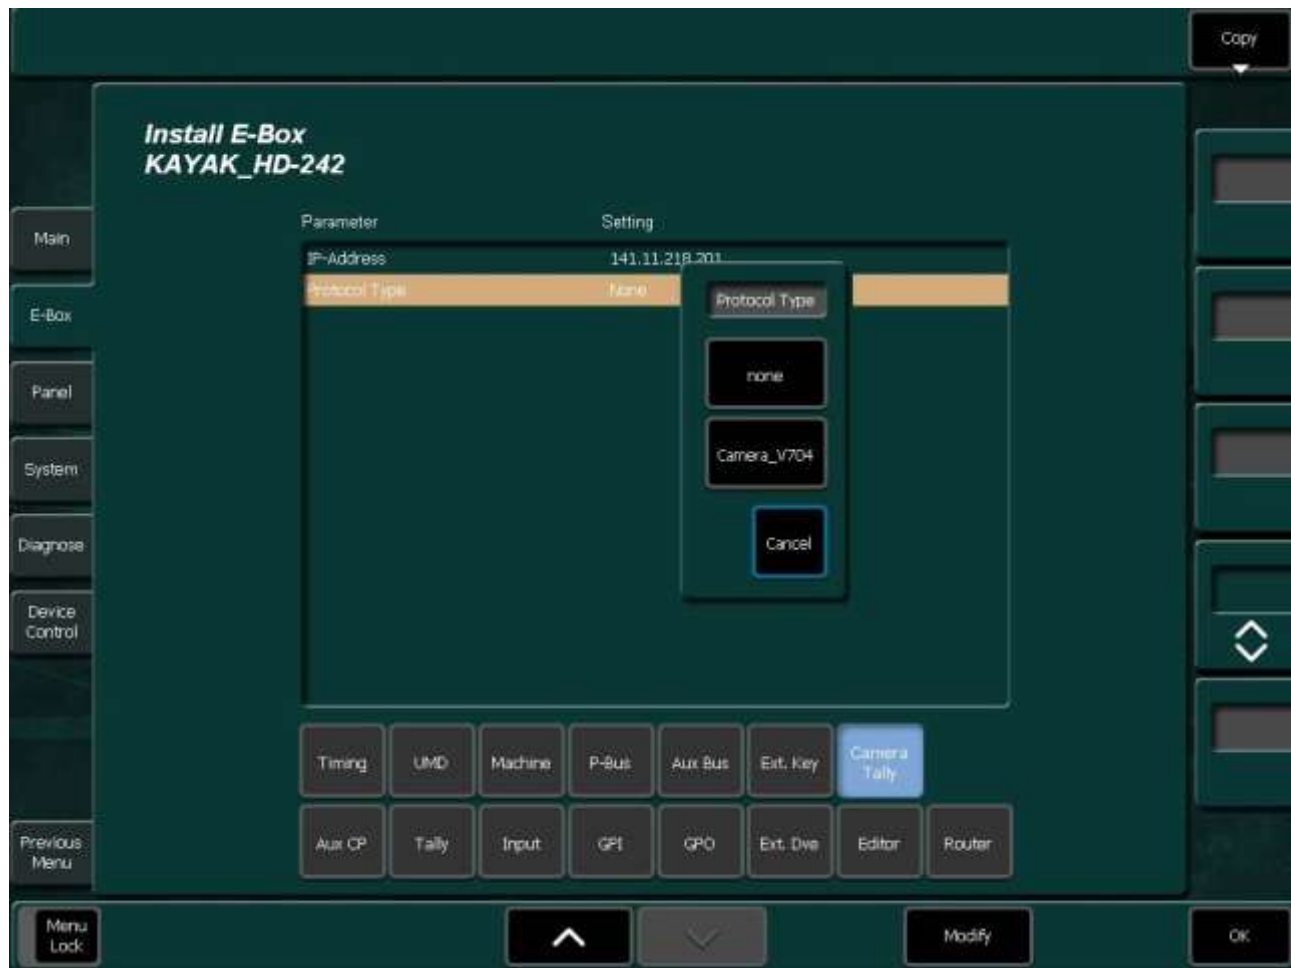 Copy
Install E-Box
KAYAK_HD-242
Parameter Setting
IP-Address 141.11.218.201
Protocol Type None
Protocol Type
none
Camera_V704
Cancel
Main
E-Box
Panel
System
Diagnose
Device
Control
Timing UMD Machine P-Bus Aux Bus Ext. Key Camera
Tally
Aux CP Tally Input GPI GPO Ext. Dve Editor Router
Previous
Menu
Menu
Lock
Modify
OK